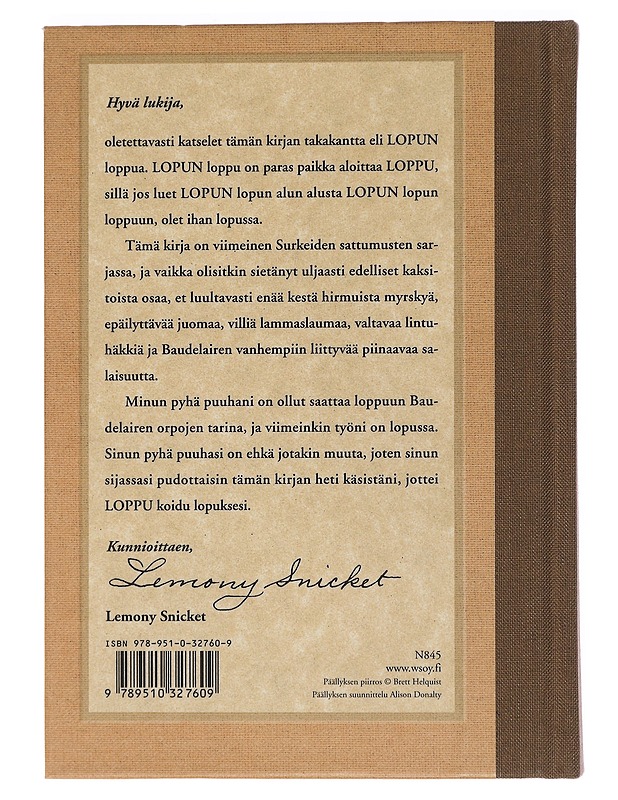 Hyvä lukija,
oletettavasti katselet tämän kirjan takakantta eli LOPUN
loppua. LOPUN loppu on paras paikka aloittaa LOPPU,
sillä jos luet LOPUN lopun alun alusta LOPUN lopun
loppuun, olet ihan lopussa.
Tämä kirja on viimeinen Surkeiden sattumusten sar-
jassa, ja vaikka olisitkin sietänyt uljaasti edelliset kaksi-
toista osaa, et luultavasti enää kestä hirmuista myrskyä,
epäilyttävää juomaa, villiä lammaslaumaa, valtavaa lintu-
häkkiä ja Baudelairen vanhempiin liittyvää piinaavaa sa-
laisuutta.
Minun pyhä puuhani on ollut saattaa loppuun Bau-
delairen orpojen tarina, ja viimeinkin työni on lopussa.
Sinun pyhä puuhasi on ehkä jotakin muuta, joten sinun
sijassasi pudottaisin tämän kirjan heti käsistäni, jottei
LOPPU koidu lopuksesi.
Kunnioittaen,
Lemony Snicket
Lemony Snicket
ISBN 978-951-0-32760-9
9 789510 327609
N845
www.wsoy.fi
Päällyksen piirros © Brett Helquist
Päällyksen suunnittelu Alison Donalty